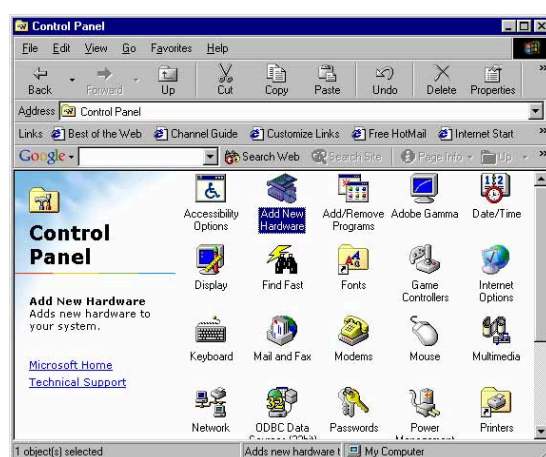 Control Panel
File Edit View Go Favorites Help
Back Forward Up Cut Copy Paste Undo Delete Properties »
Address Control Panel
Links Best of the Web Channel Guide Customize Links Free HotMail Internet Start »
Google Search Web Search Site Page Info Up »
Control
Panel
Add New Hardware
Adds new hardware to
your system.
Microsoft Home
Technical Support
Accessibility
Options
Add New
Hardware
Add/Remove
Programs
Adobe Gamma
Date/Time
Display
Find Fast
Fonts
Game
Controllers
Internet
Options
Keyboard
Mail and Fax
Modems
Mouse
Multimedia
Network
ODBC Data
Passwords
Power
Printers
1 object(s) selected Adds new hardware t My Computer